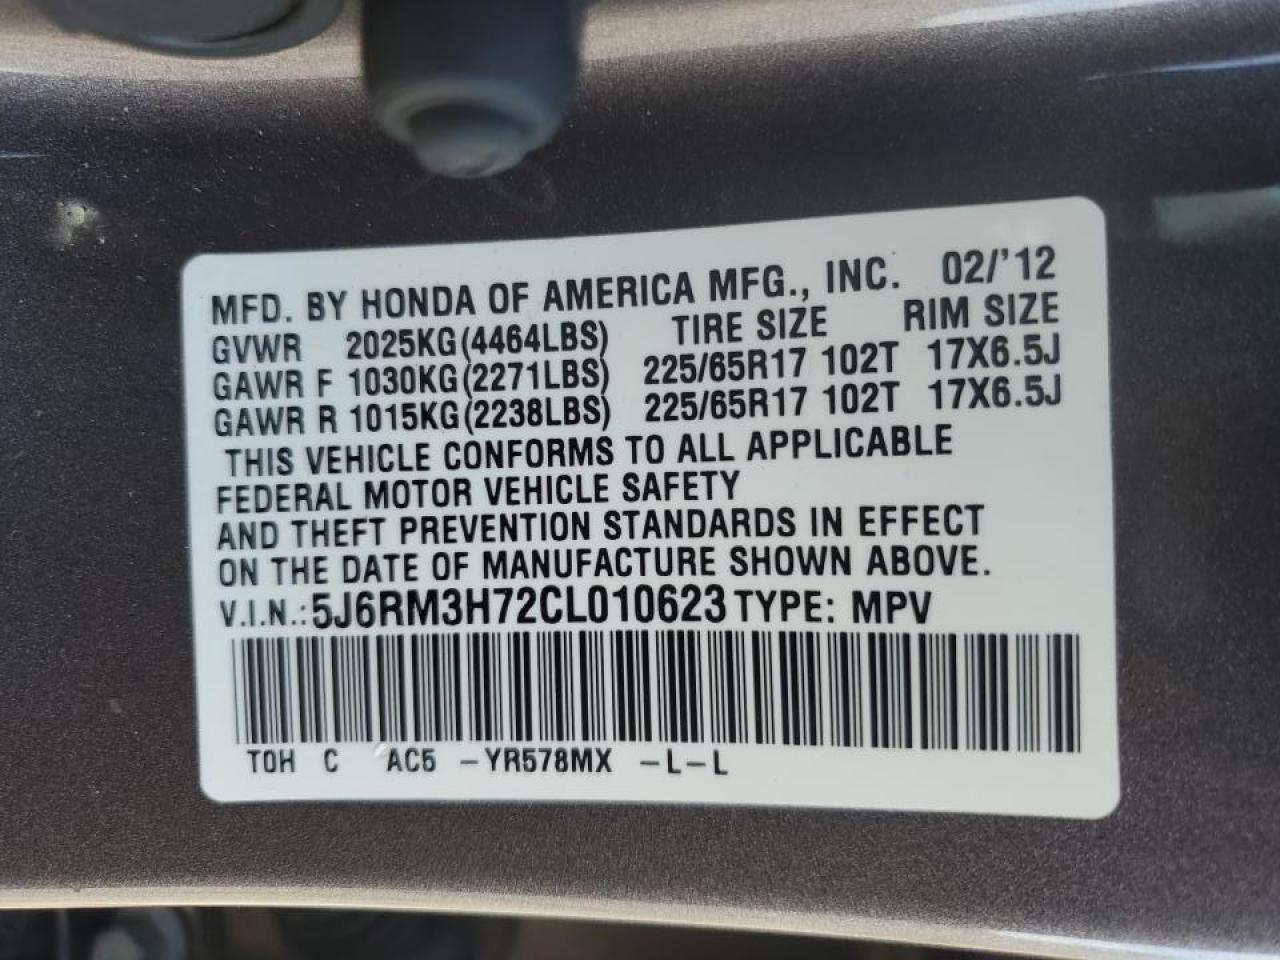 MFD. BY HONDA OF AMERICA MFG., INC. 02/'12
GVWR 2025KG(4464LBS) TIRE SIZE RIM SIZE
GAWR F 1030KG(2271LBS) 225/65R17 102T 17X6.5J
GAWR R 1015KG(2238LBS) 225/65R17 102T 17X6.5J
THIS VEHICLE CONFORMS TO ALL APPLICABLE
FEDERAL MOTOR VEHICLE SAFETY
AND THEFT PREVENTION STANDARDS IN EFFECT
ON THE DATE OF MANUFACTURE SHOWN ABOVE.
V.I.N.:5J6RM3H72CL010623 TYPE: MPV
TOH C AC5 -YR578MX -L-L